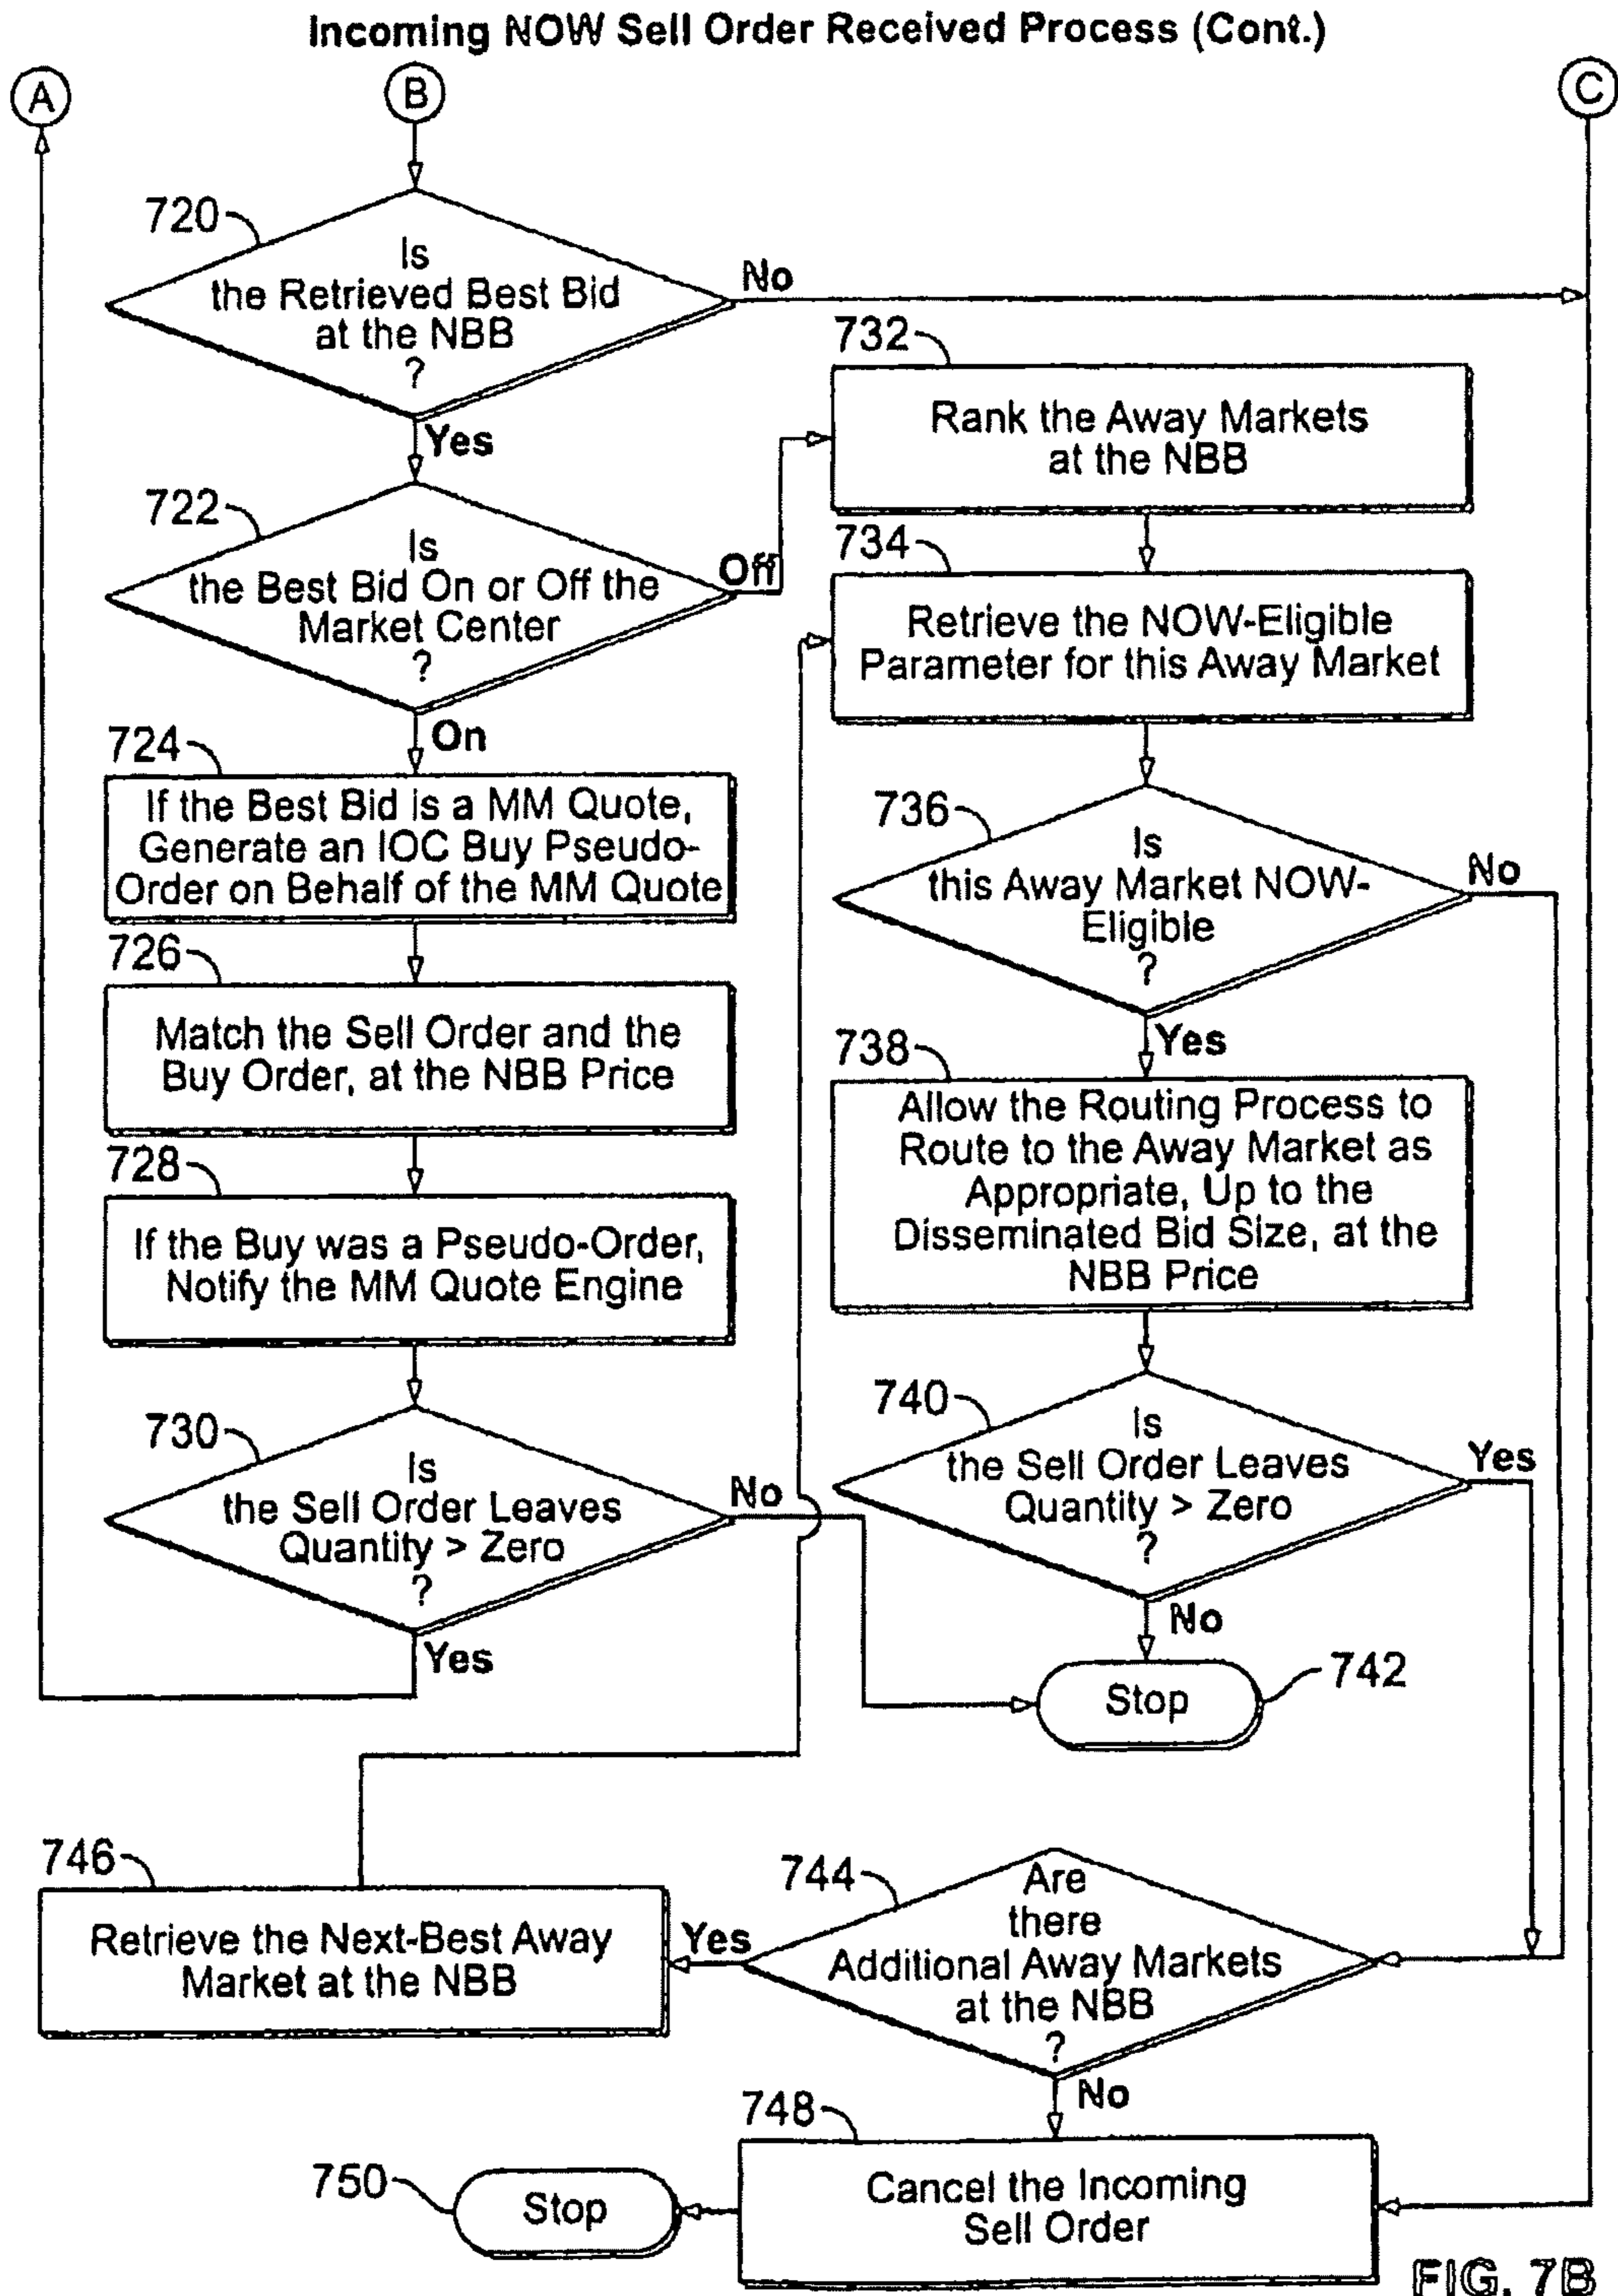 Incoming NOW Sell Order Received Process (Cont.)
A
B
C
720
Is
the Retrieved Best Bid
at the NBB
?
No
Yes
722
Is
the Best Bid On or Off the
Market Center
?
Off
On
724
If the Best Bid is a MM Quote,
Generate an IOC Buy Pseudo-
Order on Behalf of the MM Quote
726
Match the Sell Order and the
Buy Order, at the NBB Price
728
If the Buy was a Pseudo-Order,
Notify the MM Quote Engine
730
Is
the Sell Order Leaves
Quantity > Zero
?
No
Yes
732
Rank the Away Markets
at the NBB
734
Retrieve the NOW-Eligible
Parameter for this Away Market
736
Is
this Away Market NOW-
Eligible
?
No
Yes
738
Allow the Routing Process to
Route to the Away Market as
Appropriate, Up to the
Disseminated Bid Size, at the
NBB Price
740
Is
the Sell Order Leaves
Quantity > Zero
?
Yes
No
Stop
742
744
Are
there
Additional Away Markets
at the NBB
?
Yes
No
746
Retrieve the Next-Best Away
Market at the NBB
748
Cancel the Incoming
Sell Order
750
Stop
FIG. 7B